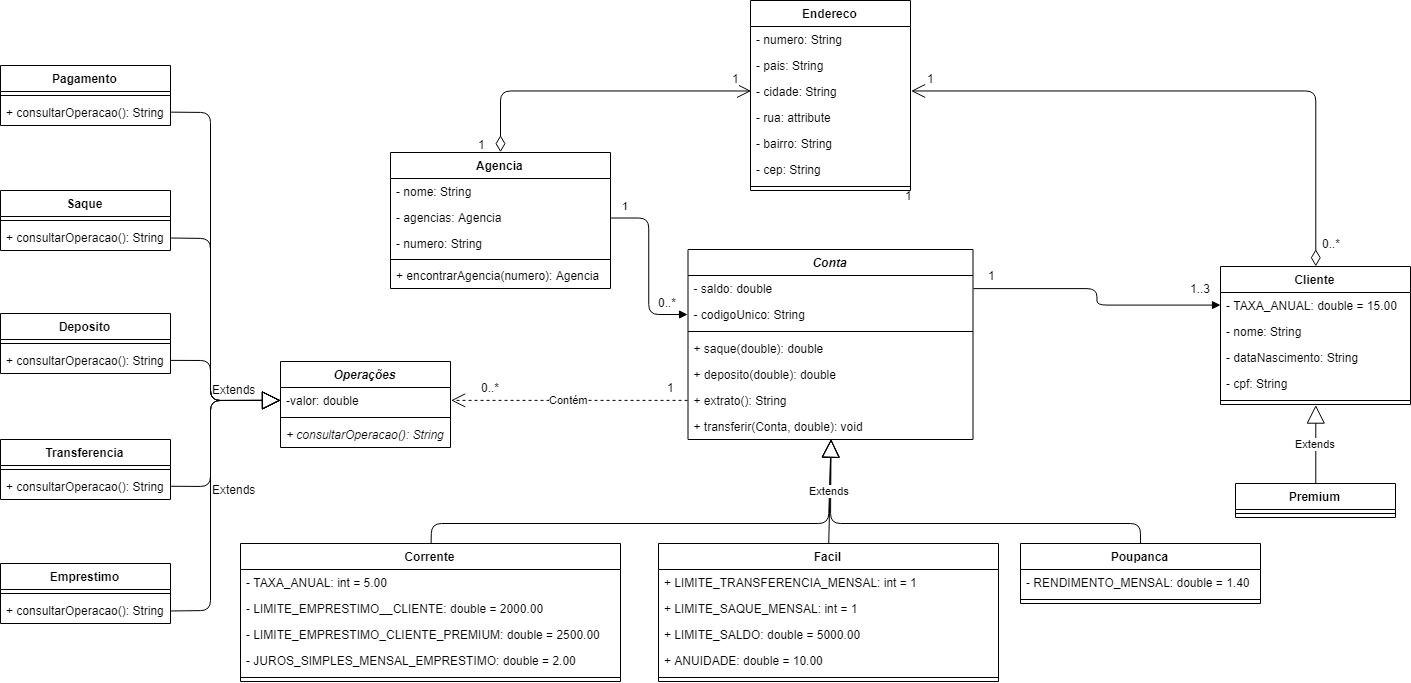 Endereco
- numero: String
- pais: String
- cidade: String
- rua: attribute
- bairro: String
- cep: String
1
1
1
Pagamento
+ consultarOperacao(): String
Saque
+ consultarOperacao(): String
Deposito
+ consultarOperacao(): String
Transferencia
+ consultarOperacao(): String
Emprestimo
+ consultarOperacao(): String
Extends
Extends
Operações
-valor: double
+ consultarOperacao(): String
1
Agencia
- nome: String
- agencias: Agencia
- numero: String
+ encontrarAgencia(numero): Agencia
1
0..*
0..*
Contém
1
Conta
- saldo: double
- codigoUnico: String
+ saque(double): double
+ deposito(double): double
+ extrato(): String
+ transferir(Conta, double): void
1
1..3
0..*
Cliente
- TAXA_ANUAL: double = 15.00
- nome: String
- dataNascimento: String
- cpf: String
Extends
Premium
Extends
Corrente
- TAXA_ANUAL: int = 5.00
- LIMITE_EMPRESTIMO__CLIENTE: double = 2000.00
- LIMITE_EMPRESTIMO_CLIENTE_PREMIUM: double = 2500.00
- JUROS_SIMPLES_MENSAL_EMPRESTIMO: double = 2.00
Facil
+ LIMITE_TRANSFERENCIA_MENSAL: int = 1
+ LIMITE_SAQUE_MENSAL: int = 1
+ LIMITE_SALDO: double = 5000.00
+ ANUIDADE: double = 10.00
Poupanca
- RENDIMENTO_MENSAL: double = 1.40